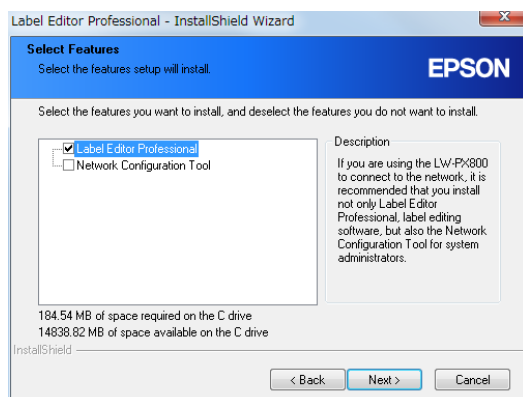 Label Editor Professional - InstallShield Wizard
Select Features
Select the features setup will install.
EPSON
Select the features you want to install, and deselect the features you do not want to install.
Label Editor Professional
Network Configuration Tool
Description
If you are using the LW-PX800
to connect to the network, it is
recommended that you install
not only Label Editor
Professional, label editing
software, but also the Network
Configuration Tool for system
administrators.
184.54 MB of space required on the C drive
14838.82 MB of space available on the C drive
InstallShield
< Back
Next >
Cancel